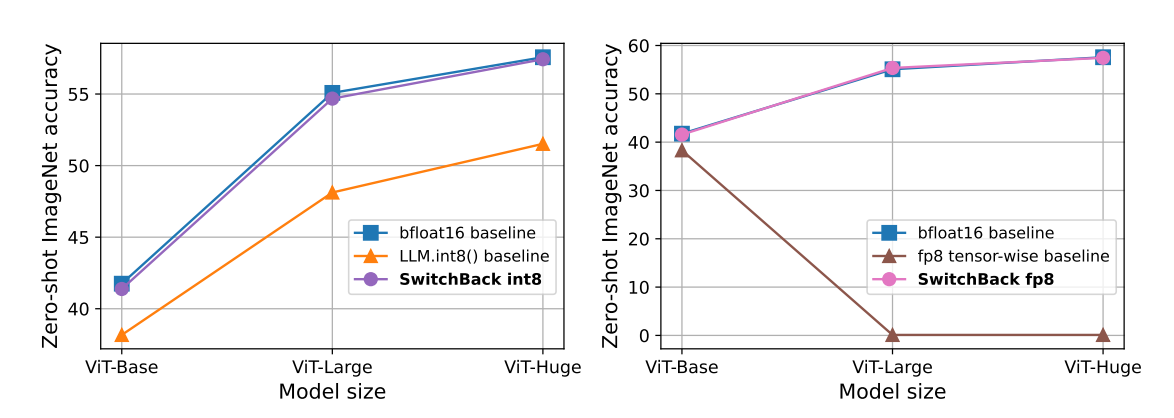 Zero-shot ImageNet accuracy
55
50
45
40
ViT-Base
ViT-Large
ViT-Huge
Model size
bfloat16 baseline
LLM.int8() baseline
SwitchBack int8
Zero-shot ImageNet accuracy
60
50
40
30
20
10
0
ViT-Base
ViT-Large
ViT-Huge
Model size
bfloat16 baseline
fp8 tensor-wise baseline
SwitchBack fp8